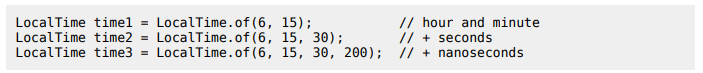 LocalTime time1 = LocalTime.of(6, 15);           // hour and minute
LocalTime time2 = LocalTime.of(6, 15, 30);       // + seconds
LocalTime time3 = LocalTime.of(6, 15, 30, 200);  // + nanoseconds